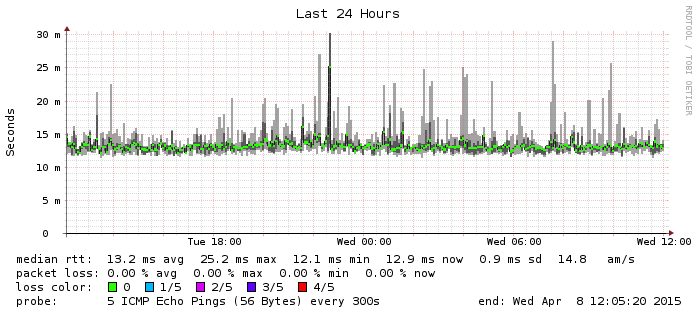 Last 24 Hours
RRDTOOL / TOBI OETIKER
Seconds
30 m
25 m
20 m
15 m
10 m
5 m
0
Tue 18:00 Wed 00:00 Wed 06:00 Wed 12:00
median rtt: 13.2 ms avg 25.2 ms max 12.1 ms min 12.9 ms now 0.9 ms sd 14.8 am/s
packet loss: 0.00 % avg 0.00 % max 0.00 % min 0.00 % now
loss color: 0 1/5 2/5 3/5 4/5
probe: 5 ICMP Echo Pings (56 Bytes) every 300s end: Wed Apr 8 12:05:20 2015